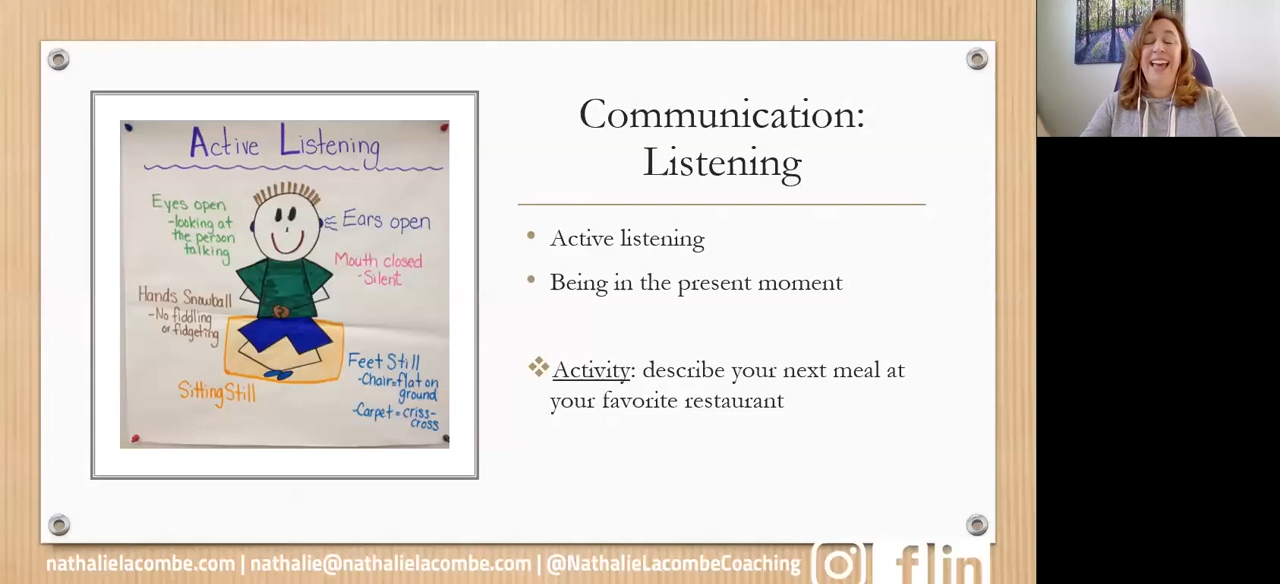 Active Listening
Eyes open
-looking at
the person
talking
Ears open
Mouth closed
-Silent
Hands Snowball
-No fiddling
or fidgeting
Feet Still
-Chair=flat on
ground
-Carpet=criss-
cross
Sitting Still
Communication:
Listening
• Active listening
• Being in the present moment
❖ Activity: describe your next meal at
your favorite restaurant
nathalielacombe.com | nathalie@nathalielacombe.com | @NathalieLacombeCoaching
f in